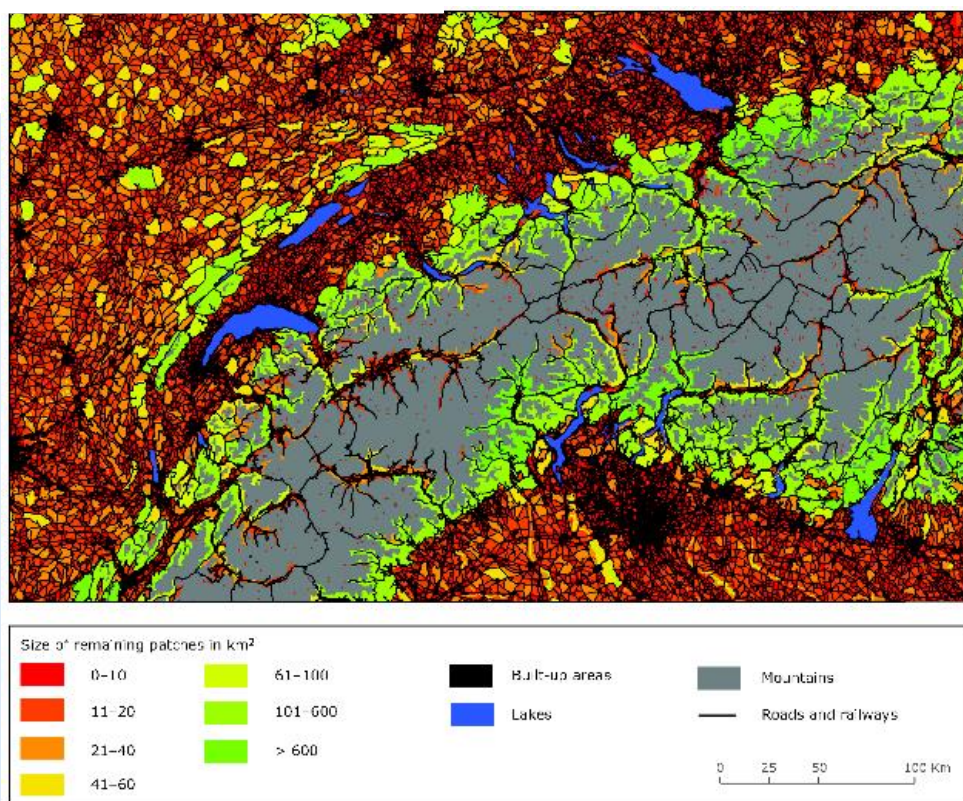 Size of remaining patches in km²
0–10
11–20
21–40
41–60
61–100
101–600
> 600
Built-up areas
Lakes
Mountains
Roads and railways
0 25 50 100 Km